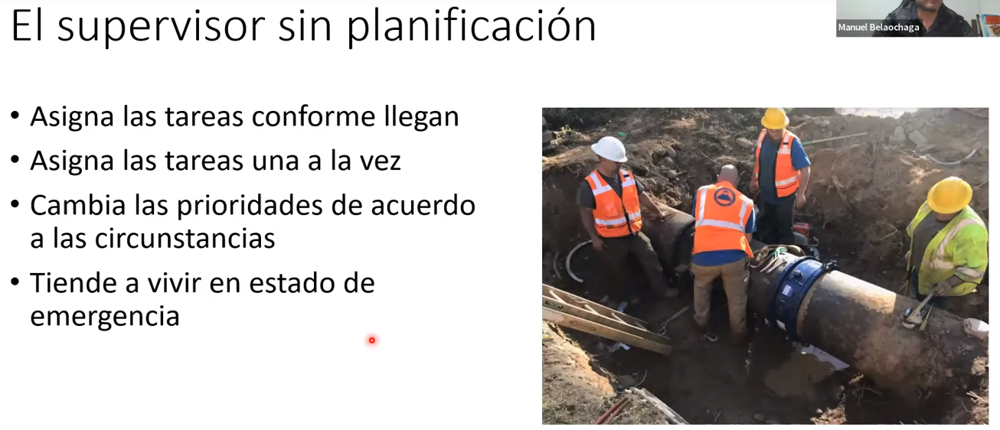 El supervisor sin planificación
Manuel Belaochaga
• Asigna las tareas conforme llegan
• Asigna las tareas una a la vez
• Cambia las prioridades de acuerdo
a las circunstancias
• Tiende a vivir en estado de
emergencia